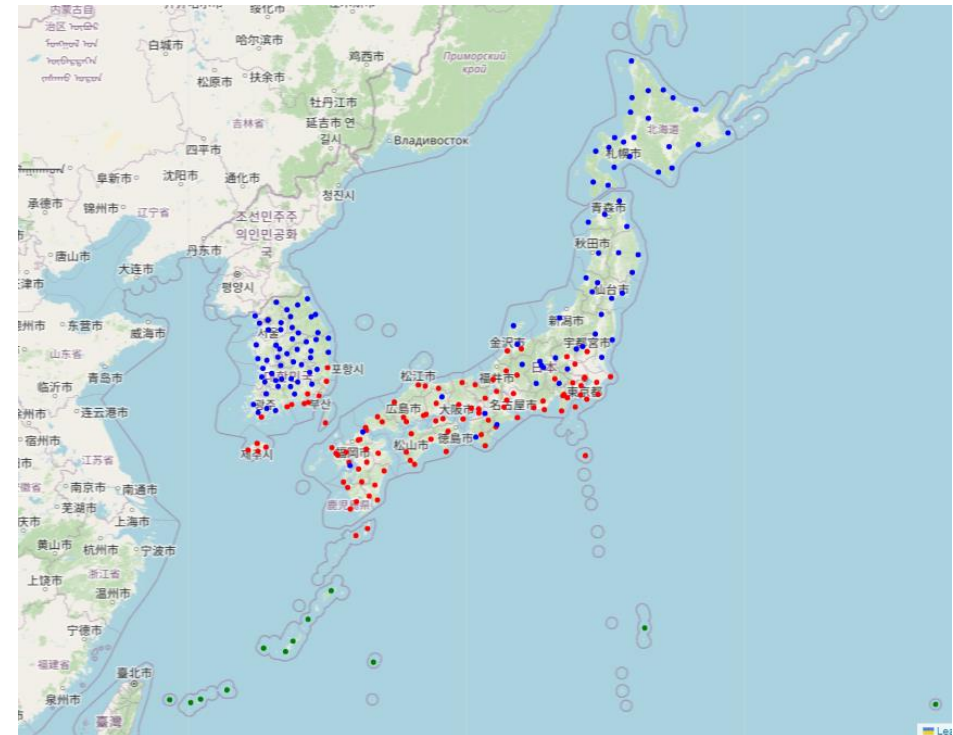 内蒙古自
治区
绥化市
白城市
哈尔滨市
鸡西市
Приморский
край
松原市
扶余市
牡丹江市
吉林省
延吉市 연
길시
Владивосток
四平市
阜新市
沈阳市
通化市
청진시
承德市
锦州市
辽宁省
조선민주주
의인민공화
국
唐山市
丹东市
大连市
평양시
东营市
威海市
서울
山东省
青岛市
临沂市
连云港市
포항시
광주
부산
제주시
宿州市
江苏省
南京市
南通市
芜湖市
上海市
黄山市
杭州市
宁波市
上饶市
浙江省
温州市
宁德市
福建省
泉州市
臺北市
臺灣
北海道
札幌市
青森市
秋田市
仙台市
新潟市
金沢市
宇都宮市
日本
福井市
松江市
東京都
名古屋市
大阪市
広島市
徳島市
松山市
福岡市
鹿児島県
Lea